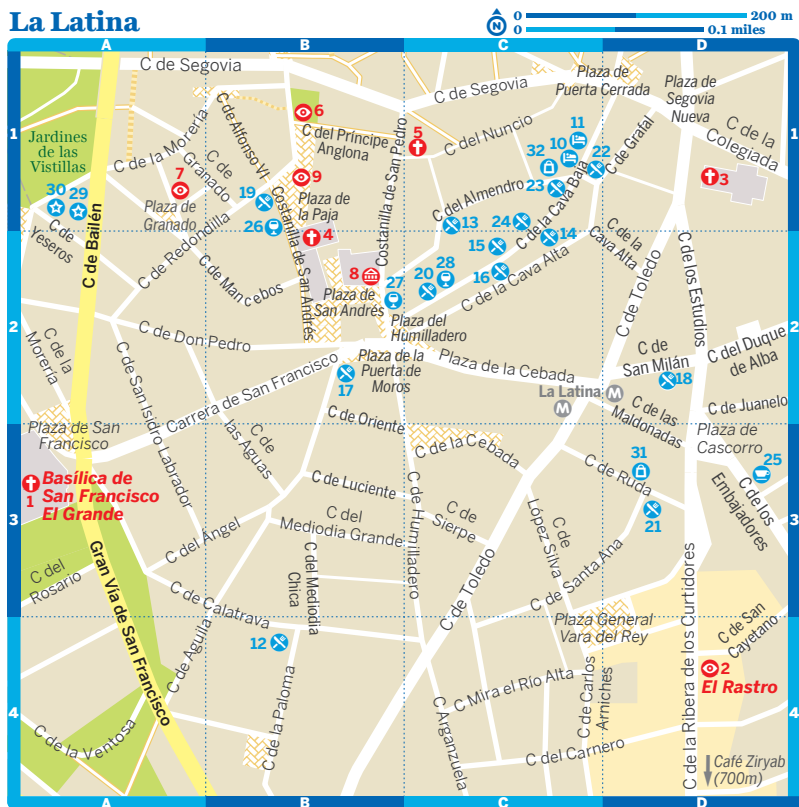 La Latina
N
0 200 m
0 0.1 miles
A B C D
C de Segovia
C de Segovia
Plaza de
Puerta Cerrada
Plaza de
Segovia
Nueva
C de la
Colegiada
1
1
Jardines
de las
Vistillas
C de la Morería
C de Alfonso VI
C de
Granado
6
C del Príncipe
Anglona
5
C del Nuncio
11
10
32
22
C de Grafal
3
7
Plaza de
Granado
9
Plaza de
la Paja
Costanilla de San Pedro
23
C del Almendro
C de la Cava Baja
30 29
C de
Yeseros
C de Bailén
19
26
C de Redondilla
4
Costanilla de San Andrés
13
24
15
14
16
C de la Cava Alta
C de la
Cava Alta
C de Toledo
C de los Estudios
C de Mancebos
8
Plaza de
San Andrés
27
20
28
Plaza del
Humilladero
2
2
C de la
Morería
C de Don Pedro
Plaza de la
Puerta de
Moros
17
Plaza de la Cebada
C de
San Milán
18
C del Duque
de Alba
La Latina
M
M
C de las
Maldonadas
C de Juanelo
Plaza de
Cascorro
Plaza de San
Francisco
C de San Isidro Labrador
Carrera de San Francisco
C de
las Aguas
C de Oriente
C de la Cebada
31
C de Ruda
25
21
C de los
Embajadores
1
Basílica de
San Francisco
El Grande
3
3
C de Luciente
C del
Mediodia Grande
C de Humilladero
C de
Sierpe
C de
López Silva
C del Ángel
C del
Rosario
Gran Vía de San Francisco
C de Calatrava
C del Mediodia
Chica
C de Toledo
C de Santa Ana
Plaza General
Vara del Rey
C de la Ribera de los Curtidores
C de San
Cayetano
12
C de Aguila
C de la Paloma
2
El Rastro
4
4
C Mira el Río Alta
C de Carlos
Arniches
C Arganzuela
C del Carnero
C de la Ventosa
Café Ziryab
(700m)
A B C D